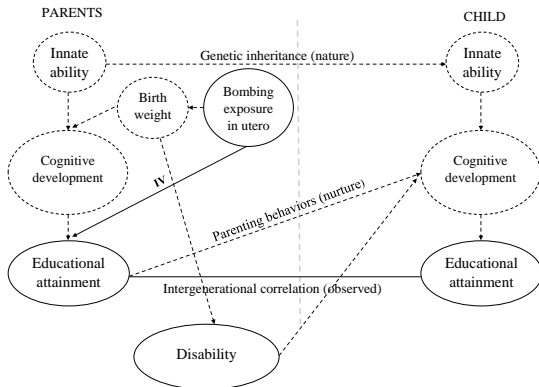 PARENTS
CHILD
Innate
ability
Genetic inheritance (nature)
Innate
ability
Birth
weight
Bombing
exposure
in utero
Cognitive
development
IV
Cognitive
development
Parenting behaviors (nurture)
Educational
attainment
Educational
attainment
Intergenerational correlation (observed)
Disability